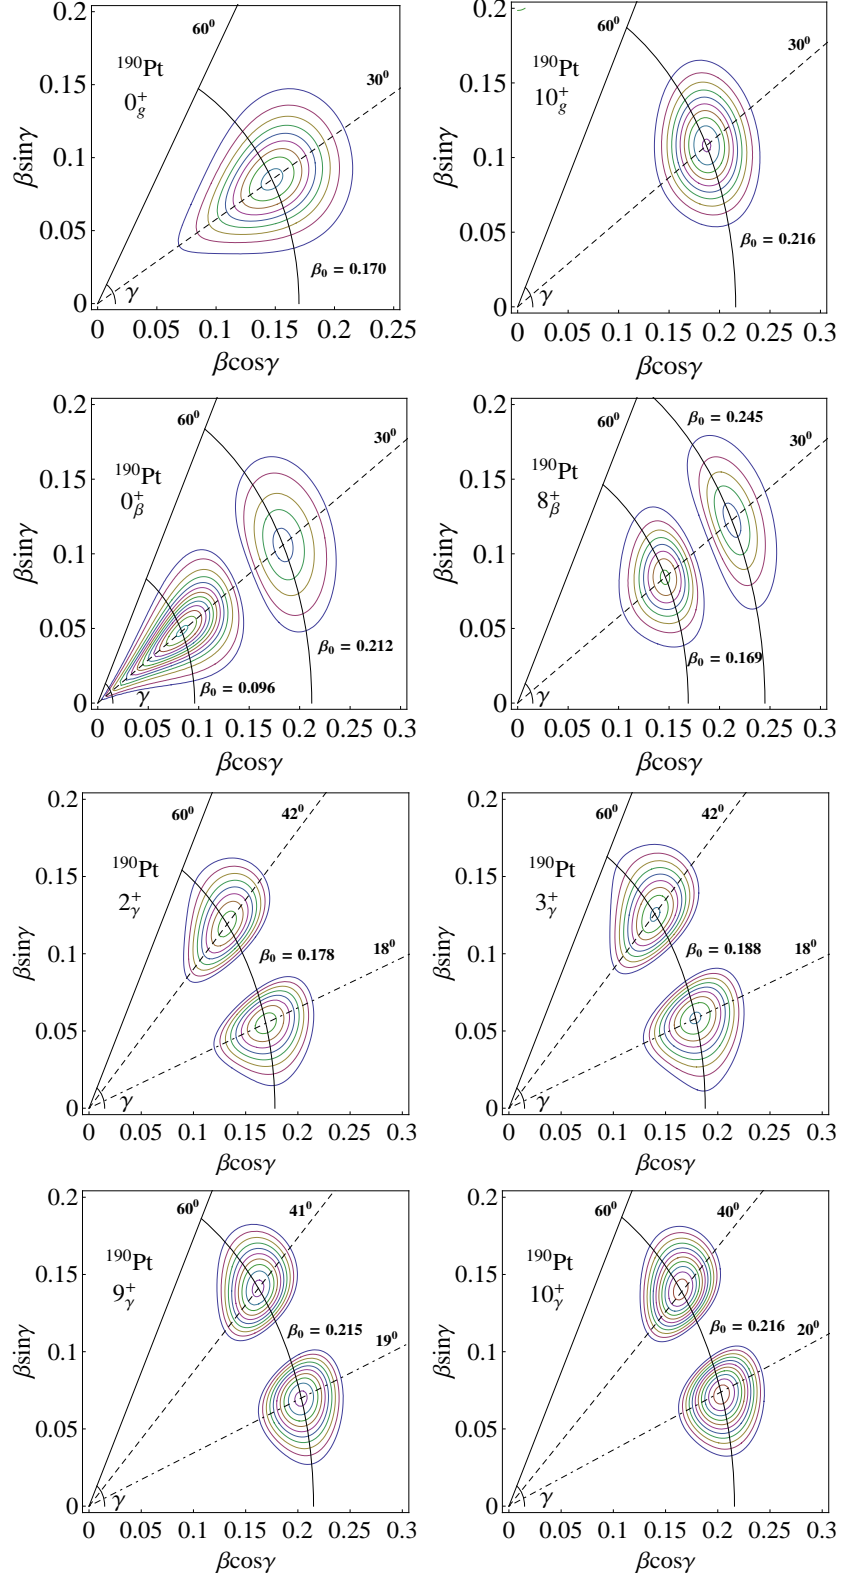 0.2
60⁰
¹⁹⁰Pt
0⁺g
30⁰
0.15
0.1
0.05
0
β₀ = 0.170
γ
0 0.05 0.1 0.15 0.2 0.25
βcosγ
βsinγ
0.2
60⁰
¹⁹⁰Pt
10⁺g
30⁰
0.15
0.1
0.05
0
β₀ = 0.216
γ
0 0.05 0.1 0.15 0.2 0.25 0.3
βcosγ
βsinγ
0.2
60⁰
¹⁹⁰Pt
0⁺β
30⁰
0.15
0.1
0.05
0
β₀ = 0.212
β₀ = 0.096
γ
0 0.05 0.1 0.15 0.2 0.25 0.3
βcosγ
βsinγ
0.2
60⁰
β₀ = 0.245
¹⁹⁰Pt
8⁺β
30⁰
0.15
0.1
0.05
0
β₀ = 0.169
γ
0 0.05 0.1 0.15 0.2 0.25 0.3
βcosγ
βsinγ
0.2
60⁰
42⁰
¹⁹⁰Pt
2⁺γ
0.15
0.1
0.05
0
β₀ = 0.178
18⁰
γ
0 0.05 0.1 0.15 0.2 0.25 0.3
βcosγ
βsinγ
0.2
60⁰
42⁰
¹⁹⁰Pt
3⁺γ
0.15
0.1
0.05
0
β₀ = 0.188
18⁰
γ
0 0.05 0.1 0.15 0.2 0.25 0.3
βcosγ
βsinγ
0.2
60⁰
41⁰
¹⁹⁰Pt
9⁺γ
0.15
0.1
0.05
0
β₀ = 0.215
19⁰
γ
0 0.05 0.1 0.15 0.2 0.25 0.3
βcosγ
βsinγ
0.2
60⁰
40⁰
¹⁹⁰Pt
10⁺γ
0.15
0.1
0.05
0
β₀ = 0.216
20⁰
γ
0 0.05 0.1 0.15 0.2 0.25 0.3
βcosγ
βsinγ